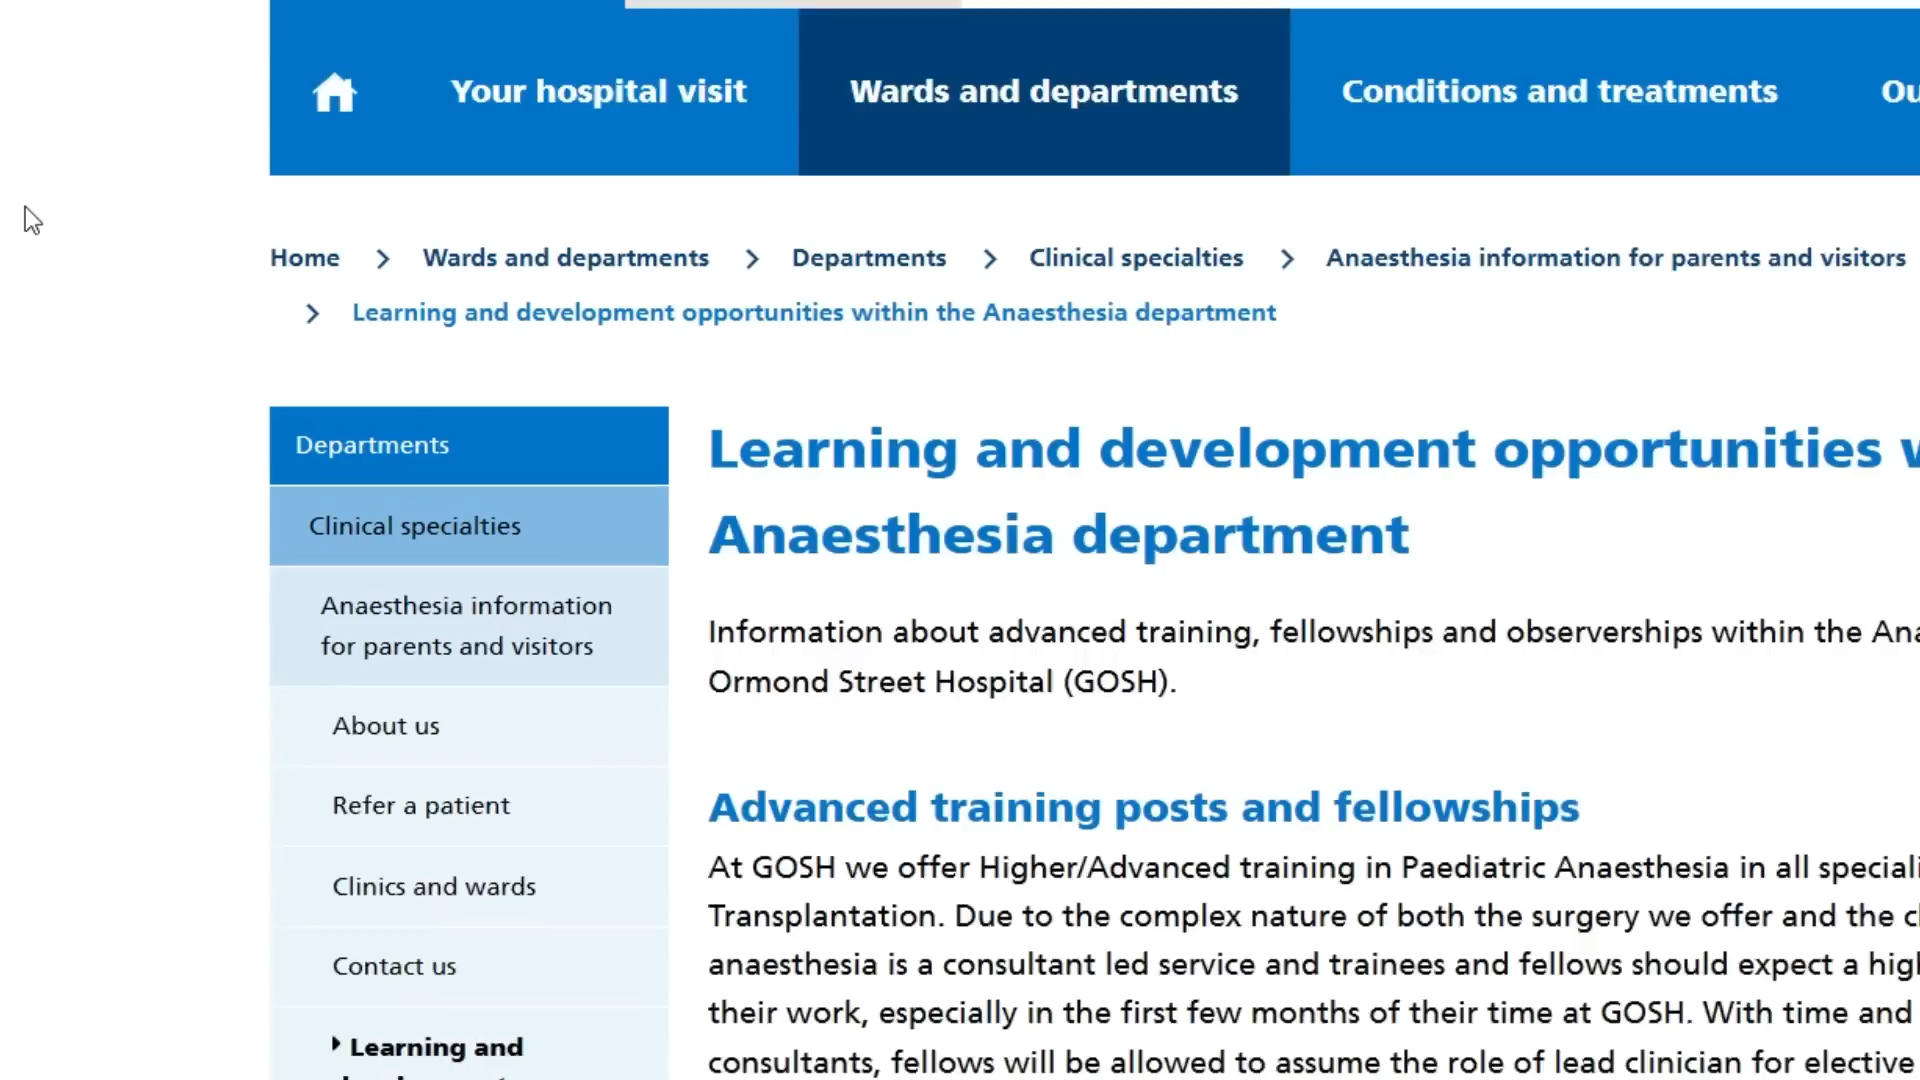 Your hospital visit
Wards and departments
Conditions and treatments
Home > Wards and departments > Departments > Clinical specialties > Anaesthesia information for parents and visitors
> Learning and development opportunities within the Anaesthesia department
Departments
Clinical specialties
Anaesthesia information
for parents and visitors
About us
Refer a patient
Clinics and wards
Contact us
Learning and
Learning and development opportunities
Anaesthesia department
Information about advanced training, fellowships and observerships within the
Ormond Street Hospital (GOSH).
Advanced training posts and fellowships
At GOSH we offer Higher/Advanced training in Paediatric Anaesthesia in all
Transplantation. Due to the complex nature of both the surgery we offer and the
anaesthesia is a consultant led service and trainees and fellows should expect a
their work, especially in the first few months of their time at GOSH. With time and
consultants, fellows will be allowed to assume the role of lead clinician for elective